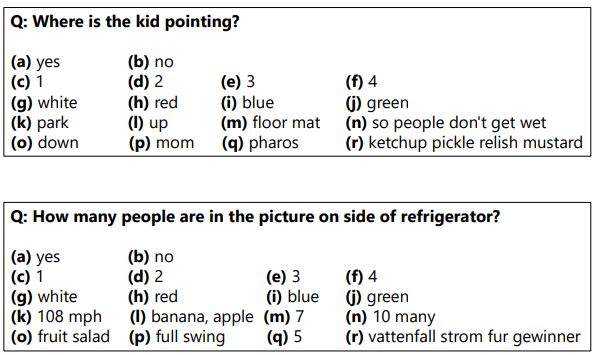 Q: Where is the kid pointing?
(a) yes (b) no
(c) 1 (d) 2 (e) 3 (f) 4
(g) white (h) red (i) blue (j) green
(k) park (l) up (m) floor mat (n) so people don't get wet
(o) down (p) mom (q) pharos (r) ketchup pickle relish mustard
Q: How many people are in the picture on side of refrigerator?
(a) yes (b) no
(c) 1 (d) 2 (e) 3 (f) 4
(g) white (h) red (i) blue (j) green
(k) 108 mph (l) banana, apple (m) 7 (n) 10 many
(o) fruit salad (p) full swing (q) 5 (r) vattenfall strom fur gewinner